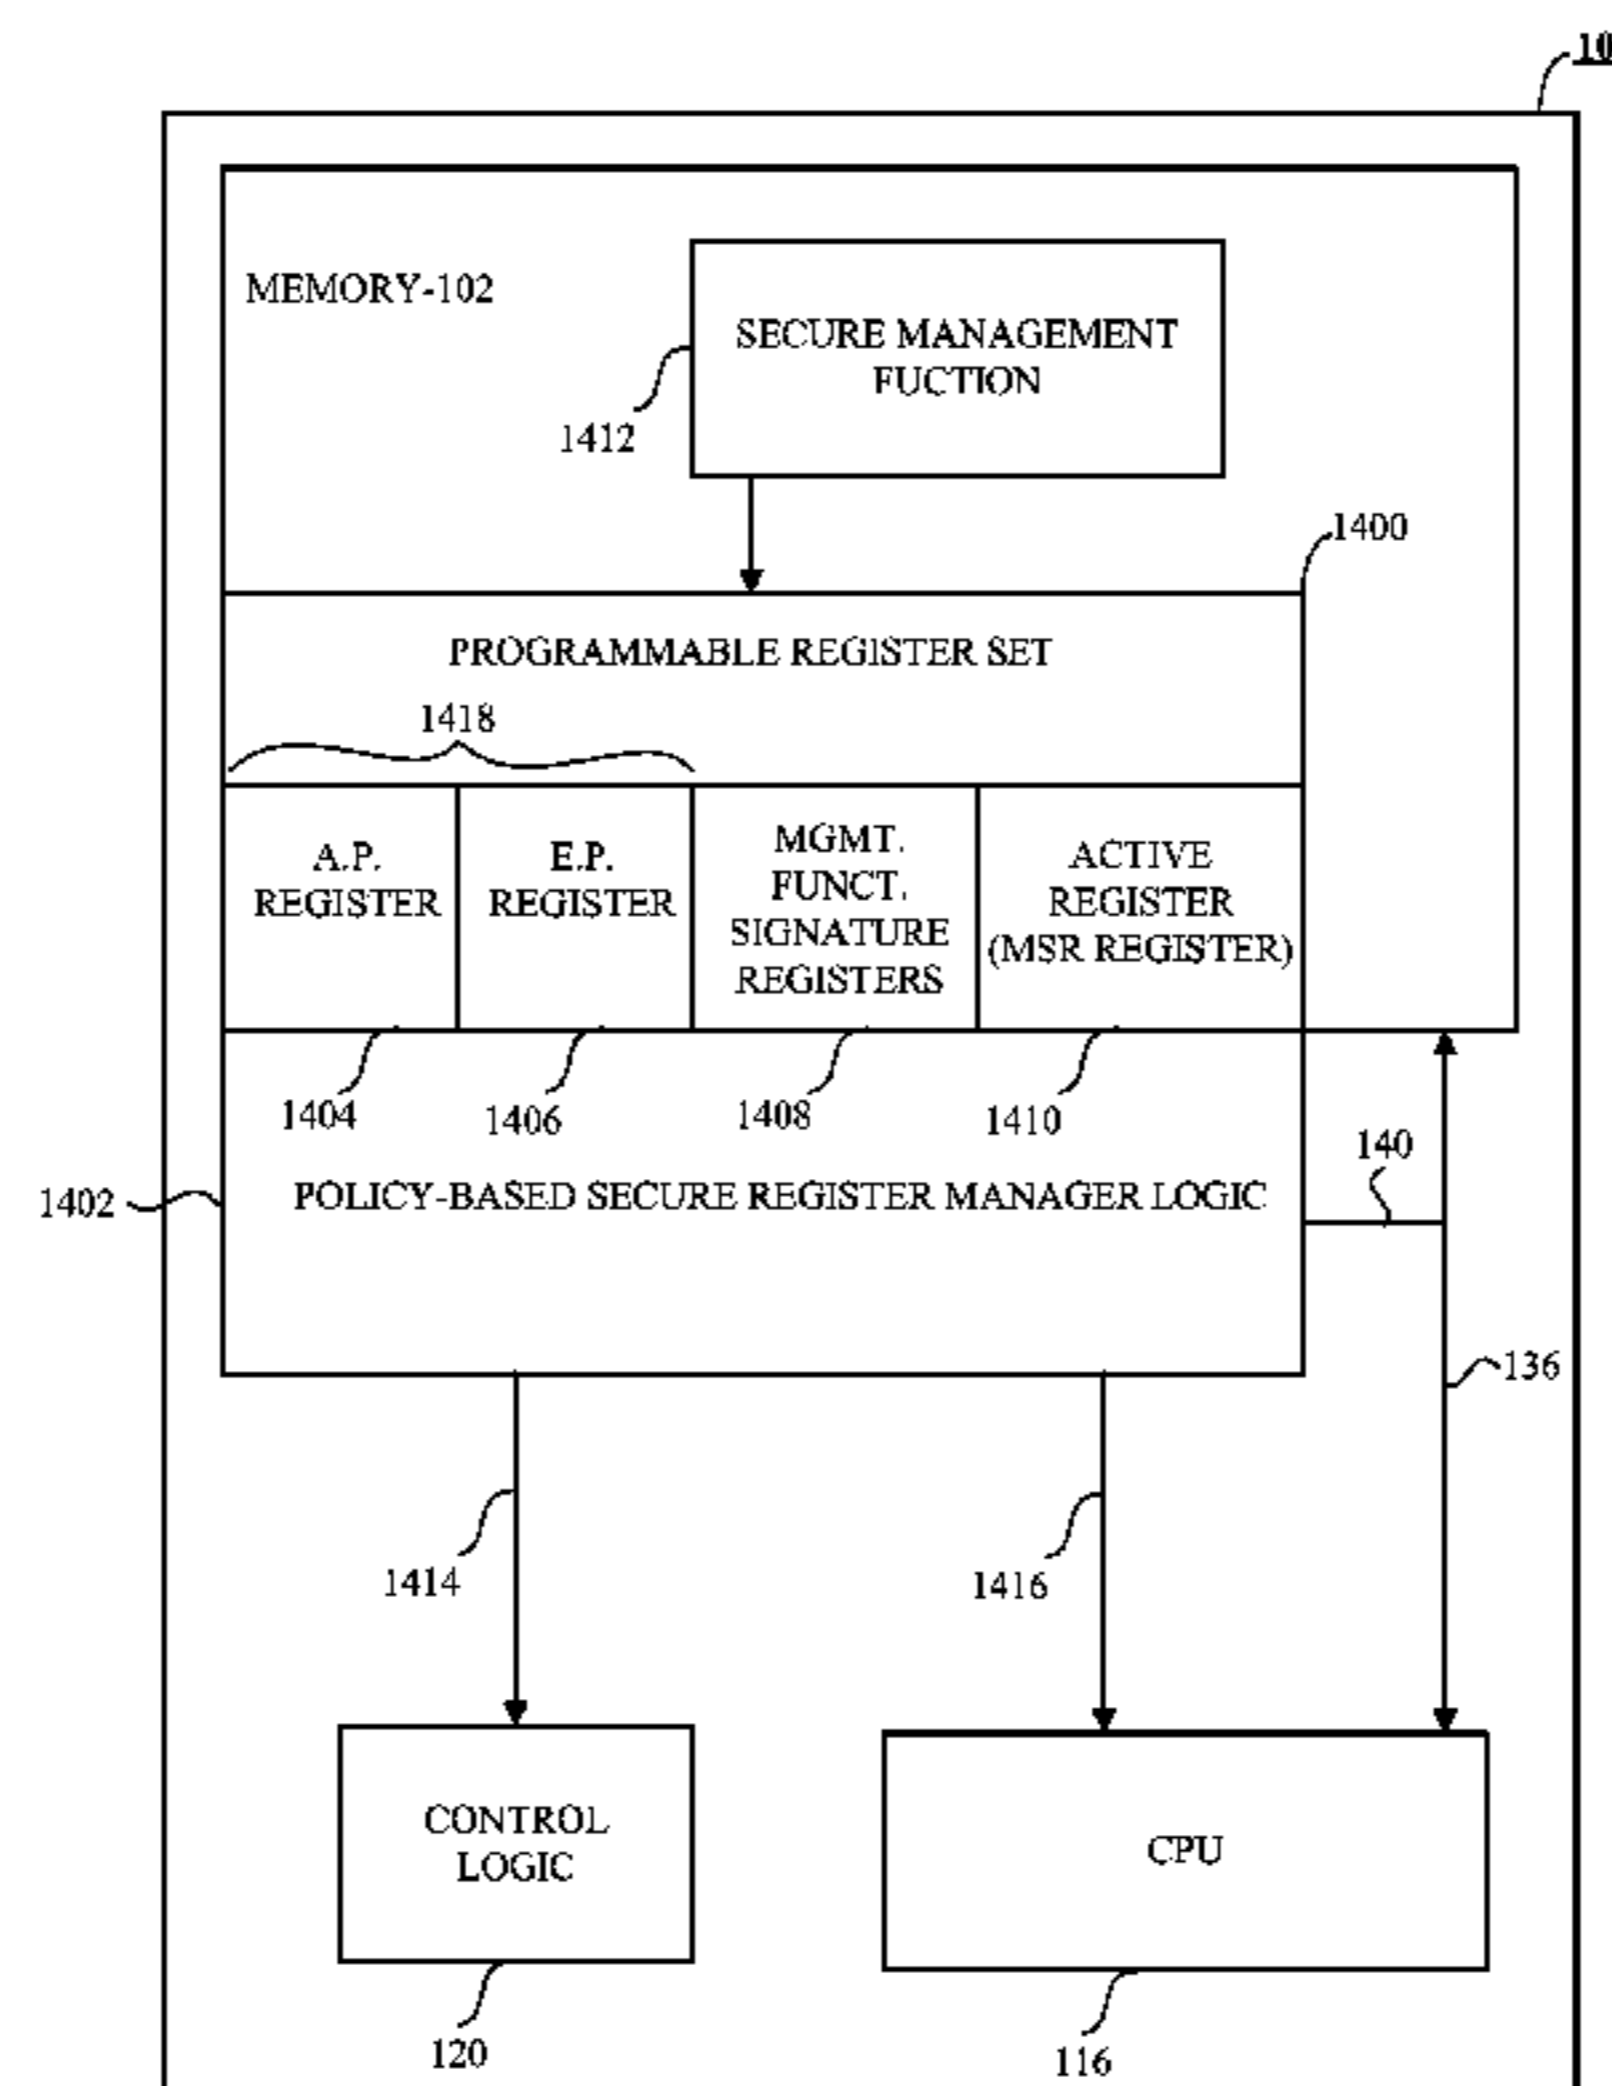 10
MEMORY-102
SECURE MANAGEMENT
FUCTION
1412
1400
PROGRAMMABLE REGISTER SET
1418
A.P.
REGISTER
E.P.
REGISTER
MGMT.
FUNCT.
SIGNATURE
REGISTERS
ACTIVE
REGISTER
(MSR REGISTER)
1404
1406
1408
1410
140
1402
POLICY-BASED SECURE REGISTER MANAGER LOGIC
136
1414
1416
CONTROL
LOGIC
CPU
120
116